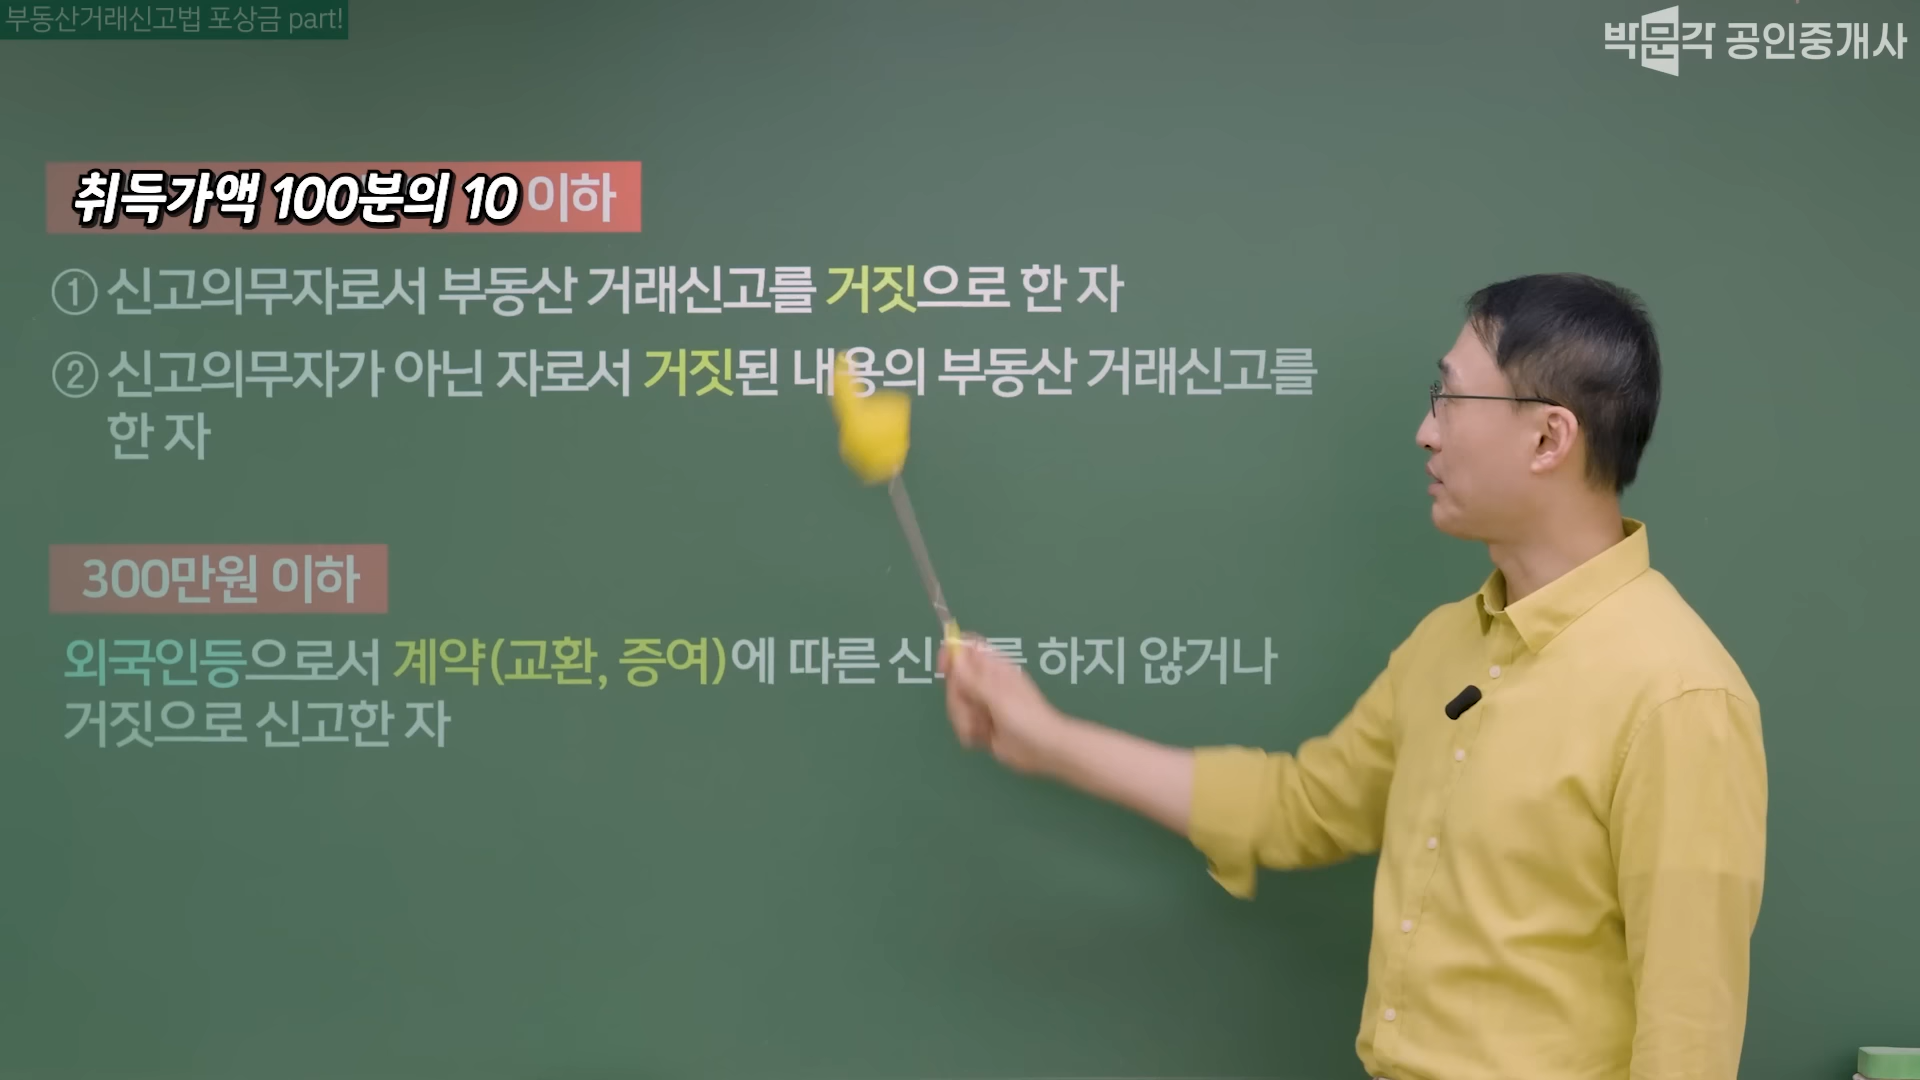 부동산거래신고법 포상금 part!
박문각 공인중개사
취득가액 100분의 10 이하
① 신고의무자로서 부동산 거래신고를 거짓으로 한 자
② 신고의무자가 아닌 자로서 거짓된 내용의 부동산 거래신고를
한 자
300만원 이하
외국인등으로서 계약(교환, 증여)에 따른 하지 않거나
거짓으로 신고한 자